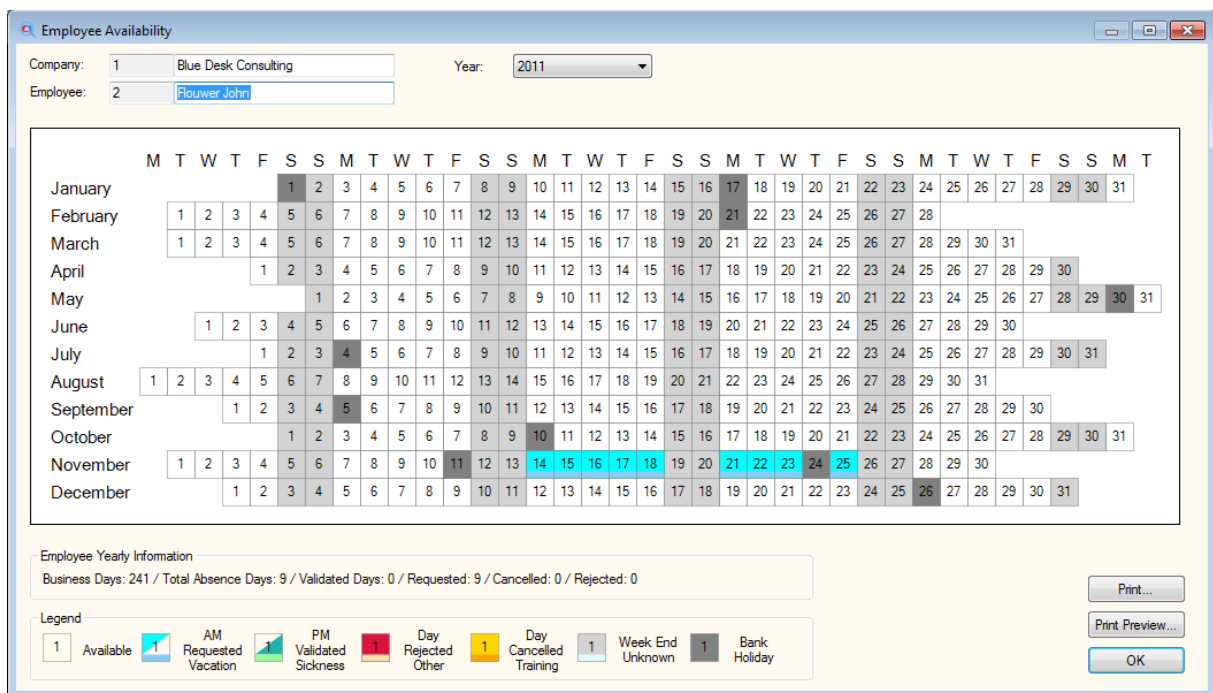 Employee Availability
Company: 1 Blue Desk Consulting Year: 2011
Employee: 2 Flouwer John
M T W T F S S M T W T F S S M T W T F S S M T W T F S S M T W T F S S M T
January 1 2 3 4 5 6 7 8 9 10 11 12 13 14 15 16 17 18 19 20 21 22 23 24 25 26 27 28 29 30 31
February 1 2 3 4 5 6 7 8 9 10 11 12 13 14 15 16 17 18 19 20 21 22 23 24 25 26 27 28
March 1 2 3 4 5 6 7 8 9 10 11 12 13 14 15 16 17 18 19 20 21 22 23 24 25 26 27 28 29 30 31
April 1 2 3 4 5 6 7 8 9 10 11 12 13 14 15 16 17 18 19 20 21 22 23 24 25 26 27 28 29 30
May 1 2 3 4 5 6 7 8 9 10 11 12 13 14 15 16 17 18 19 20 21 22 23 24 25 26 27 28 29 30 31
June 1 2 3 4 5 6 7 8 9 10 11 12 13 14 15 16 17 18 19 20 21 22 23 24 25 26 27 28 29 30
July 1 2 3 4 5 6 7 8 9 10 11 12 13 14 15 16 17 18 19 20 21 22 23 24 25 26 27 28 29 30 31
August 1 2 3 4 5 6 7 8 9 10 11 12 13 14 15 16 17 18 19 20 21 22 23 24 25 26 27 28 29 30 31
September 1 2 3 4 5 6 7 8 9 10 11 12 13 14 15 16 17 18 19 20 21 22 23 24 25 26 27 28 29 30
October 1 2 3 4 5 6 7 8 9 10 11 12 13 14 15 16 17 18 19 20 21 22 23 24 25 26 27 28 29 30 31
November 1 2 3 4 5 6 7 8 9 10 11 12 13 14 15 16 17 18 19 20 21 22 23 24 25 26 27 28 29 30
December 1 2 3 4 5 6 7 8 9 10 11 12 13 14 15 16 17 18 19 20 21 22 23 24 25 26 27 28 29 30 31
Employee Yearly Information
Business Days: 241 / Total Absence Days: 9 / Validated Days: 0 / Requested: 9 / Cancelled: 0 / Rejected: 0
Print...
Legend
Print Preview...
AM PM Day Day
1 Available 1 Requested 1 Validated 1 Rejected 1 Cancelled 1 Week End Unknown 1 Bank Holiday
Vacation Sickness Other Training
OK